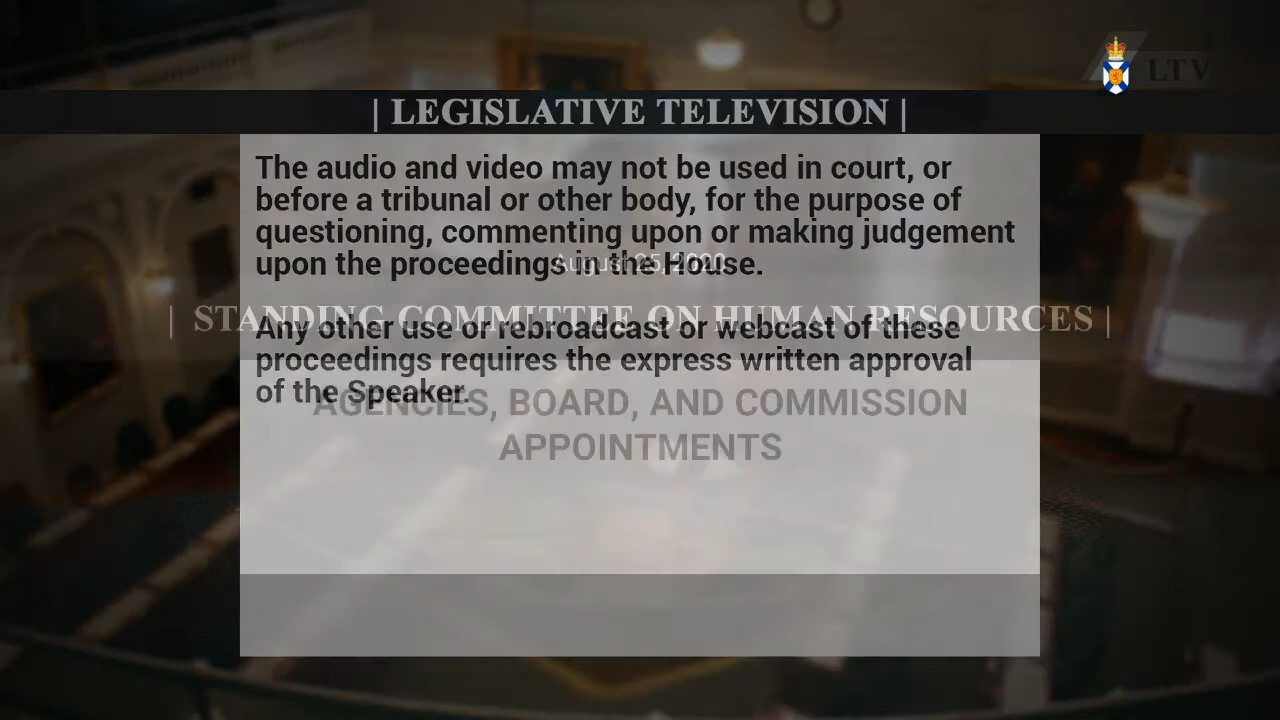 LTV
| LEGISLATIVE TELEVISION |
The audio and video may not be used in court, or
before a tribunal or other body, for the purpose of
questioning, commenting upon or making judgement
upon the proceedings in the House.
August 25, 2020
| STANDING COMMITTEE ON HUMAN RESOURCES |
Any other use or rebroadcast or webcast of these
proceedings requires the express written approval
of the Speaker.
AGENCIES, BOARD, AND COMMISSION
APPOINTMENTS